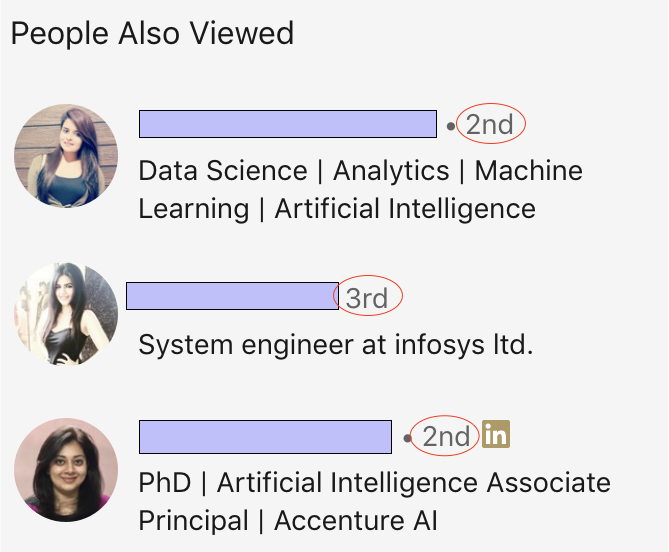 People Also Viewed
• 2nd
Data Science | Analytics | Machine
Learning | Artificial Intelligence
3rd
System engineer at infosys ltd.
• 2nd in
PhD | Artificial Intelligence Associate
Principal | Accenture AI